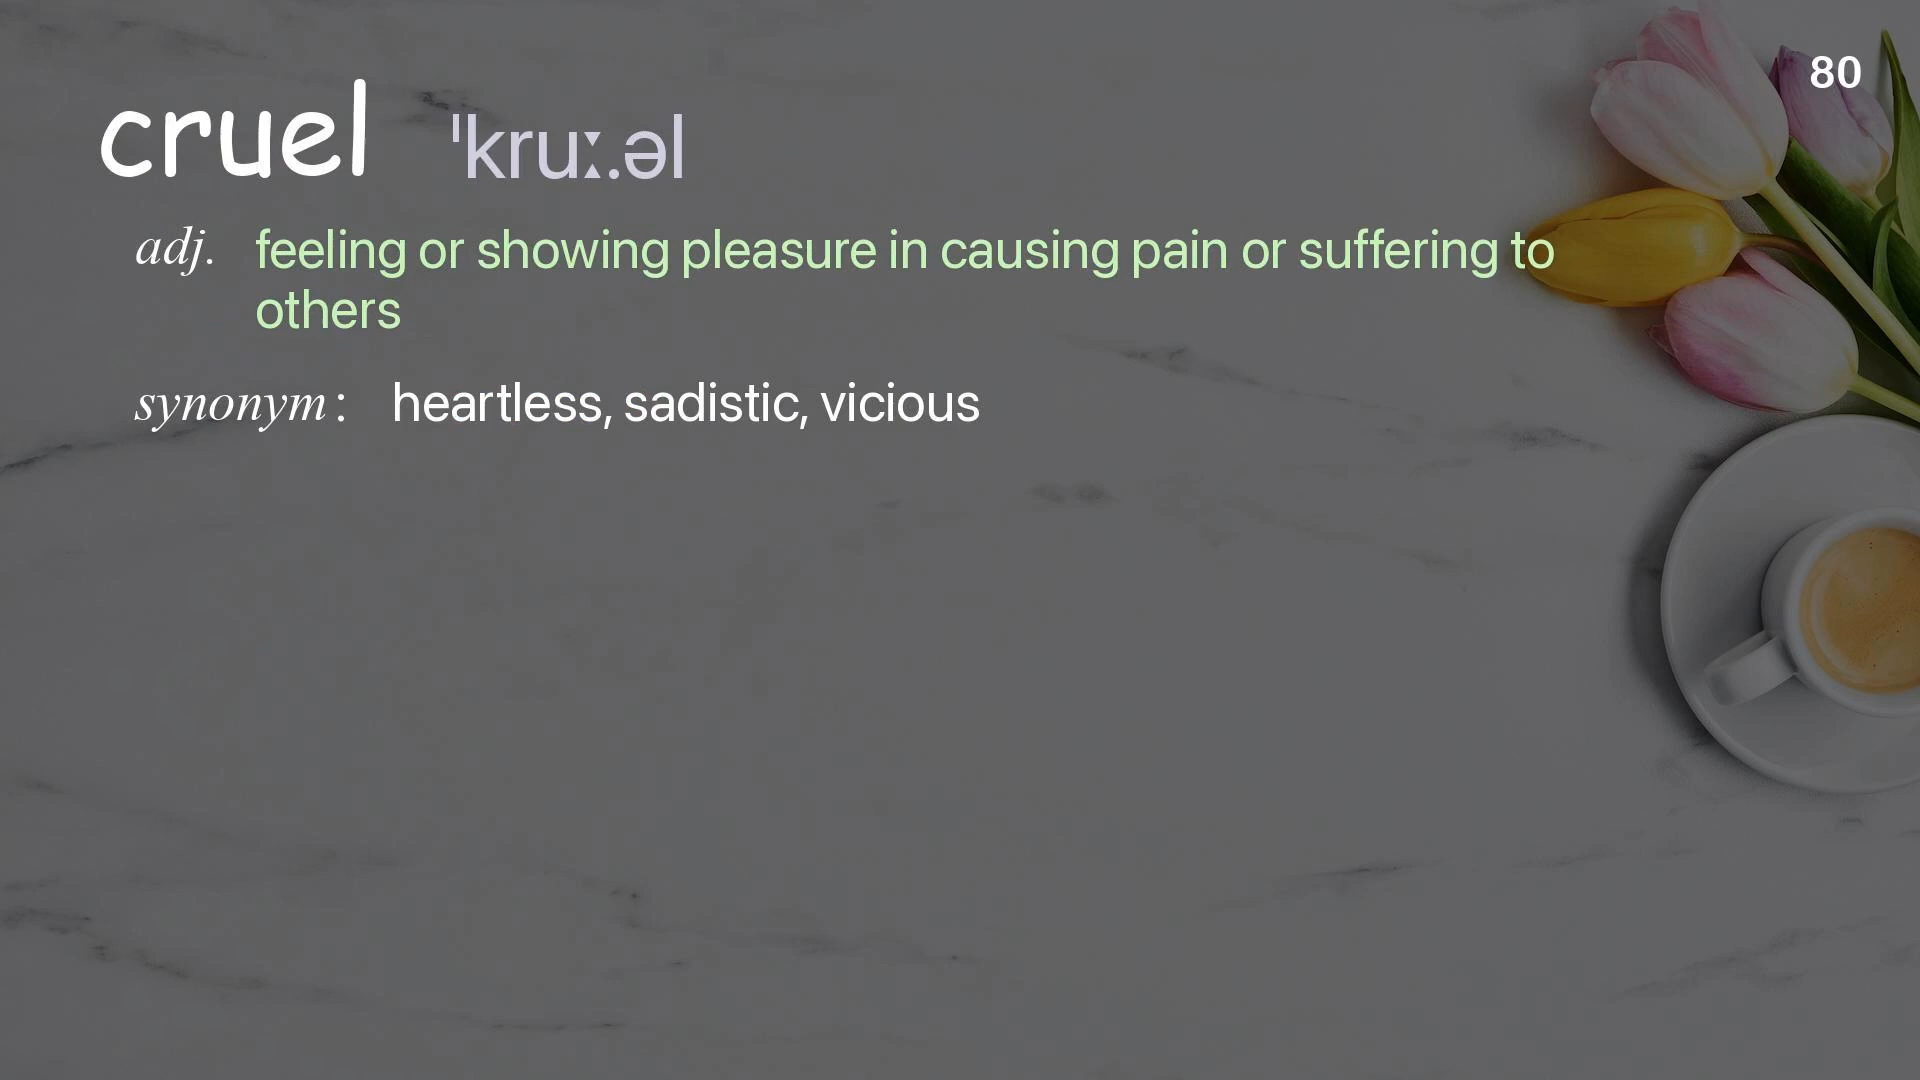 80
cruel ˈkruː.əl
adj. feeling or showing pleasure in causing pain or suffering to
others
synonym: heartless, sadistic, vicious